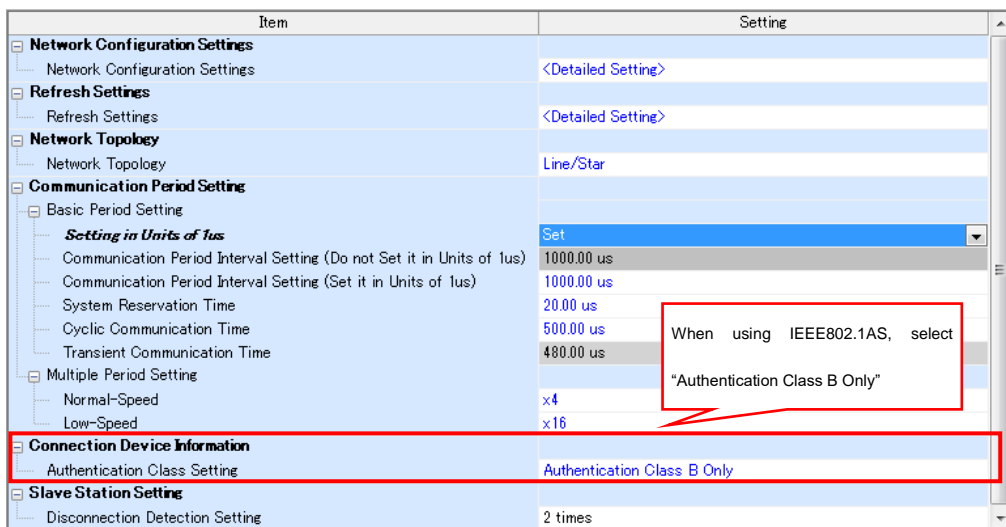 Item Setting
Network Configuration Settings
Network Configuration Settings <Detailed Setting>
Refresh Settings
Refresh Settings <Detailed Setting>
Network Topology
Network Topology Line/Star
Communication Period Setting
Basic Period Setting
Setting in Units of 1us Set
Communication Period Interval Setting (Do not Set it in Units of 1us) 1000.00 us
Communication Period Interval Setting (Set it in Units of 1us) 1000.00 us
System Reservation Time 20.00 us
Cyclic Communication Time 500.00 us
Transient Communication Time 480.00 us
Multiple Period Setting
Normal-Speed x4
Low-Speed x16
When using IEEE802.1AS, select
“Authentication Class B Only”
Connection Device Information
Authentication Class Setting Authentication Class B Only
Slave Station Setting
Disconnection Detection Setting 2 times